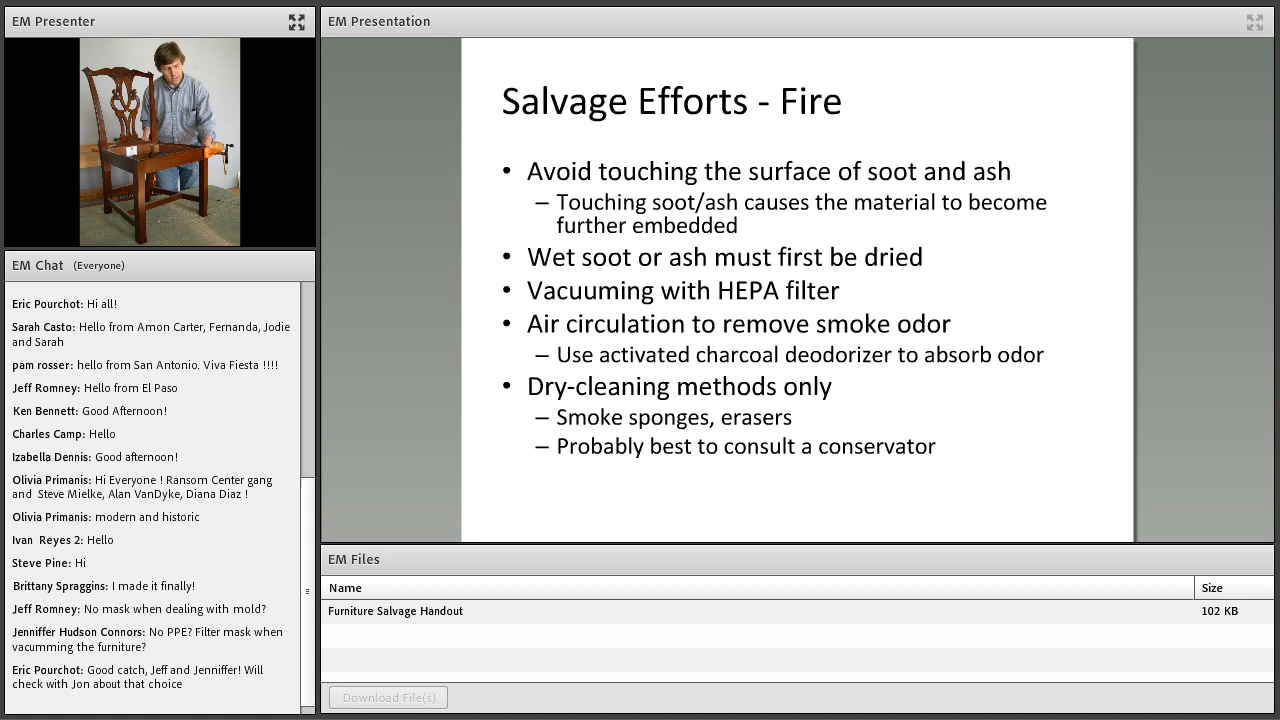 EM Presenter
EM Chat (Everyone)
Eric Pourchot: Hi all!
Sarah Casto: Hello from Amon Carter, Fernanda, Jodie
and Sarah
pam rosser: hello from San Antonio. Viva Fiesta !!!!
Jeff Romney: Hello from El Paso
Ken Bennett: Good Afternoon!
Charles Camp: Hello
Izabella Dennis: Good afternoon!
Olivia Primanis: Hi Everyone ! Ransom Center gang
and Steve Mielke, Alan VanDyke, Diana Diaz !
Olivia Primanis: modern and historic
Ivan Reyes 2: Hello
Steve Pine: Hi
Brittany Spraggins: I made it finally!
Jeff Romney: No mask when dealing with mold?
Jenniffer Hudson Connors: No PPE? Filter mask when
vacumming the furniture?
Eric Pourchot: Good catch, Jeff and Jenniffer! Will
check with Jon about that choice
EM Presentation
Salvage Efforts - Fire
• Avoid touching the surface of soot and ash
– Touching soot/ash causes the material to become
further embedded
• Wet soot or ash must first be dried
• Vacuuming with HEPA filter
• Air circulation to remove smoke odor
– Use activated charcoal deodorizer to absorb odor
• Dry-cleaning methods only
– Smoke sponges, erasers
– Probably best to consult a conservator
EM Files
Name Size
Furniture Salvage Handout 102 KB
Download File(s)